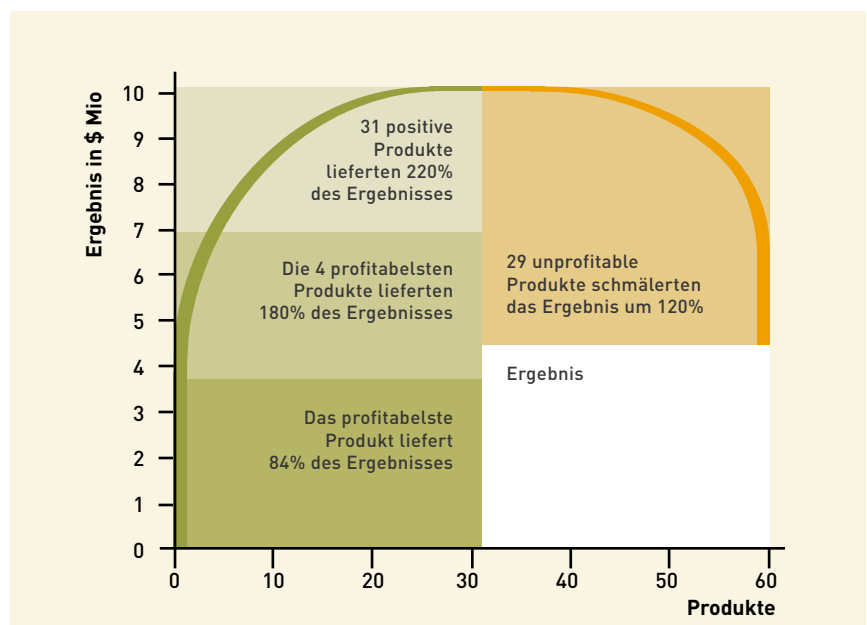 Ergebnis in $ Mio
10
9
8
7
6
5
4
3
2
1
0
31 positive
Produkte
lieferten 220%
des Ergebnisses
Die 4 profitabelsten
Produkte lieferten
180% des Ergebnisses
Das profitabelste
Produkt liefert
84% des Ergebnisses
29 unprofitable
Produkte schmälerten
das Ergebnis um 120%
Ergebnis
0 10 20 30 40 50 60
Produkte